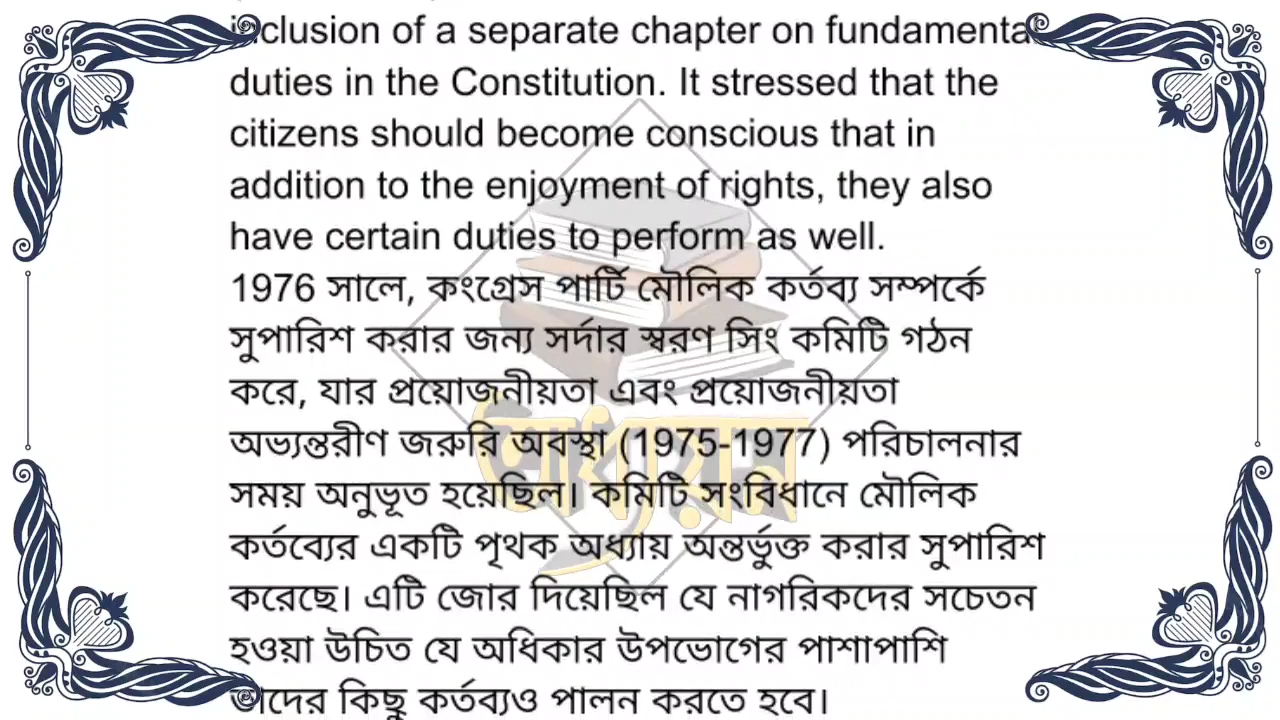 inclusion of a separate chapter on fundamental
duties in the Constitution. It stressed that the
citizens should become conscious that in
addition to the enjoyment of rights, they also
have certain duties to perform as well.
1976 সালে, কংগ্রেস পার্টি মৌলিক কর্তব্য সম্পর্কে
সুপারিশ করার জন্য সর্দার স্বরণ সিং কমিটি গঠন
করে, যার প্রয়োজনীয়তা এবং প্রয়োজনীয়তা
অভ্যন্তরীণ জরুরি অবস্থা (1975-1977) পরিচালনার
সময় অনুভূত হয়েছিল। কমিটি সংবিধানে মৌলিক
কর্তব্যের একটি পৃথক অধ্যায় অন্তর্ভুক্ত করার সুপারিশ
করেছে। এটি জোর দিয়েছিল যে নাগরিকদের সচেতন
হওয়া উচিত যে অধিকার উপভোগের পাশাপাশি
তাদের কিছু কর্তব্যও পালন করতে হবে।
অধ্যয়ন